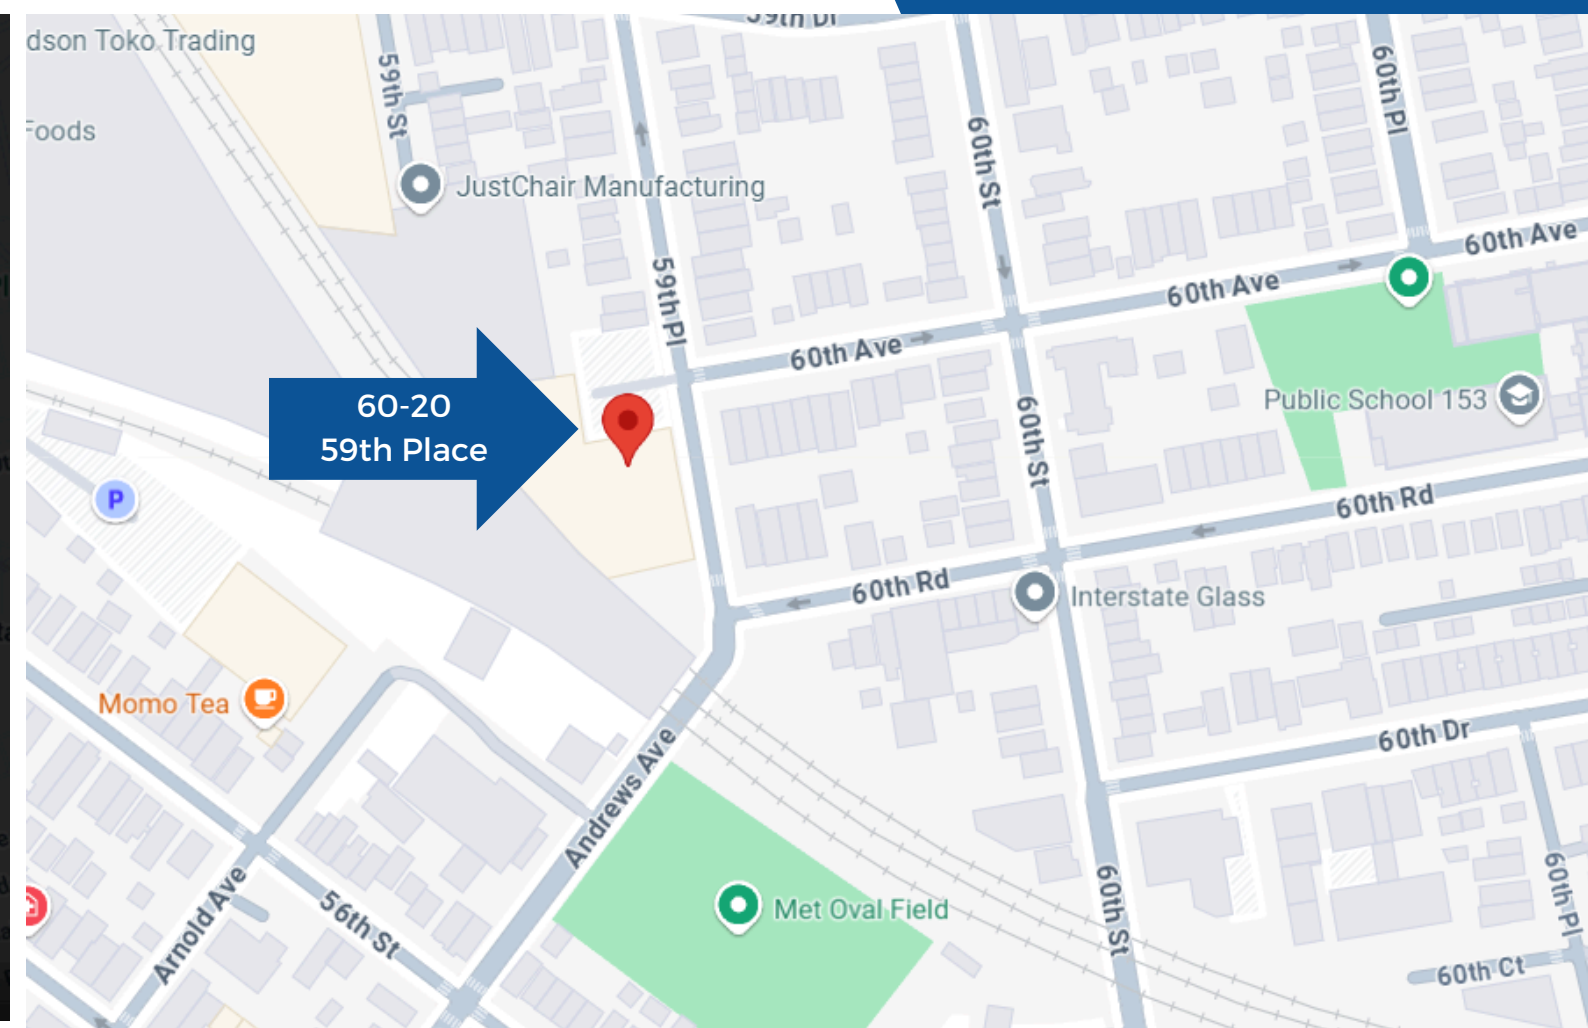 59th Dr
dson Toko Trading
59th St
60th Pl
Foods
60th St
JustChair Manufacturing
60th Ave
59th Pl
60th Ave
60th Ave
60-20
59th Place
Public School 153
60th St
P
60th Rd
60th Rd
Interstate Glass
Momo Tea
60th Dr
Andrews Ave
Met Oval Field
60th St
60th Pl
Arnold Ave
56th St
60th Ct